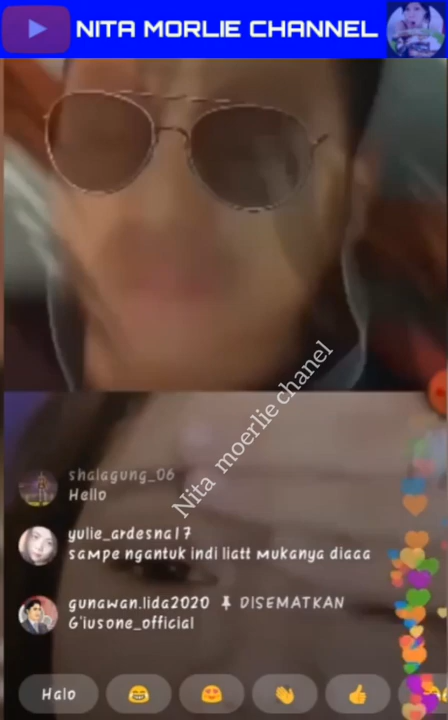 NITA MORLIE CHANNEL
Nita moerlie chanel
shalagung_06
Hello
yulie_ardesna17
sampe ngantuk indi liatt mukanya diaaa
gunawan.lida2020 DISEMATKAN
G'iusone_official
Halo